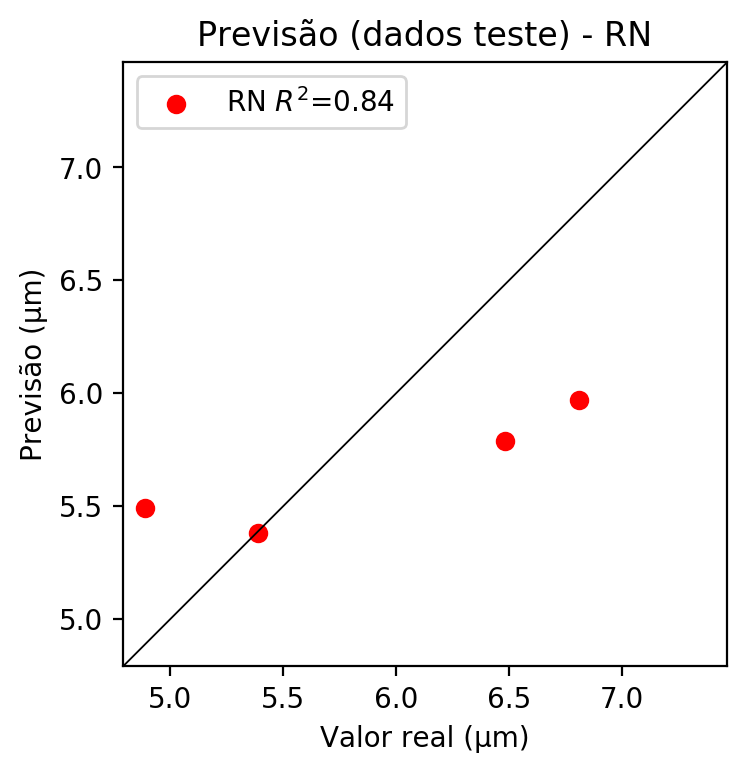 Previsão (dados teste) - RN
RN R²=0.84
7.0
6.5
6.0
5.5
5.0
Previsão (µm)
5.0 5.5 6.0 6.5 7.0
Valor real (µm)